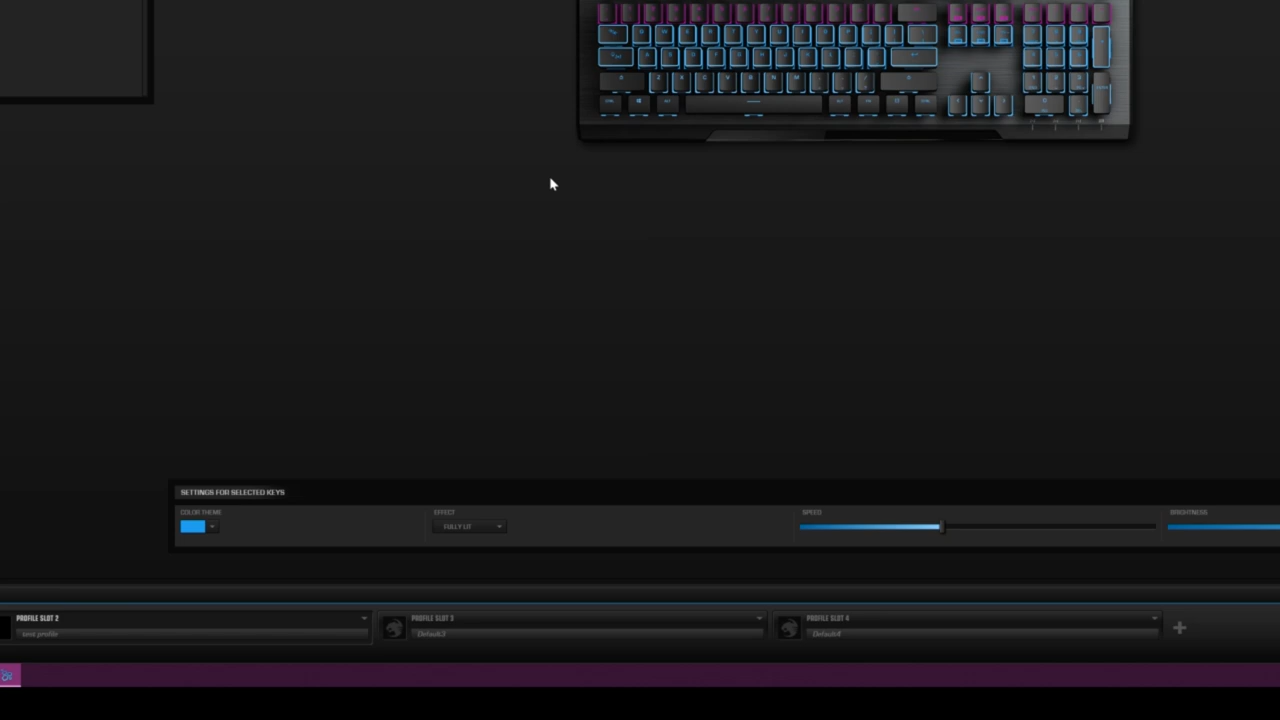 SETTINGS FOR SELECTED KEYS
COLOR THEME
EFFECT
SPEED
BRIGHTNESS
FULLY LIT
PROFILE SLOT 2
PROFILE SLOT 3
PROFILE SLOT 4
test profile
Default3
Default4